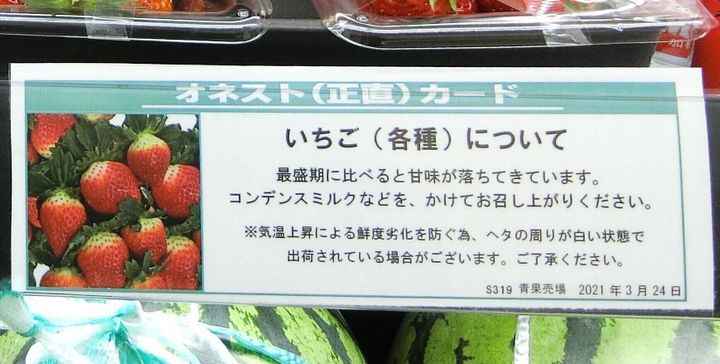 オネスト(正直)カード
いちご(各種)について
最盛期に比べると甘味が落ちてきています。
コンデンスミルクなどを、かけてお召し上がりください。
※気温上昇による鮮度劣化を防ぐ為、ヘタの周りが白い状態で
出荷されている場合がございます。ご了承ください。
S319 青果売場 2021年3月24日